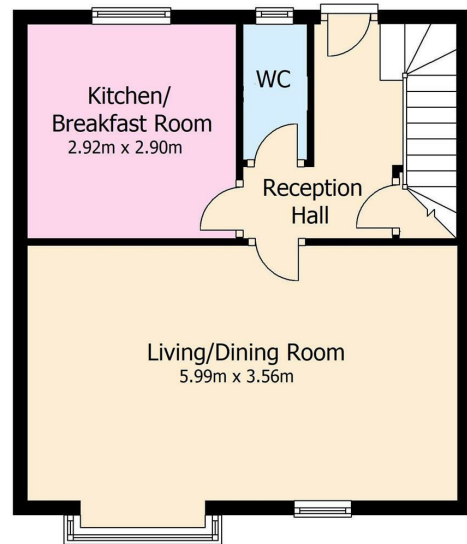 Kitchen/
Breakfast Room
2.92m x 2.90m
WC
Reception
Hall
Living/Dining Room
5.99m x 3.56m